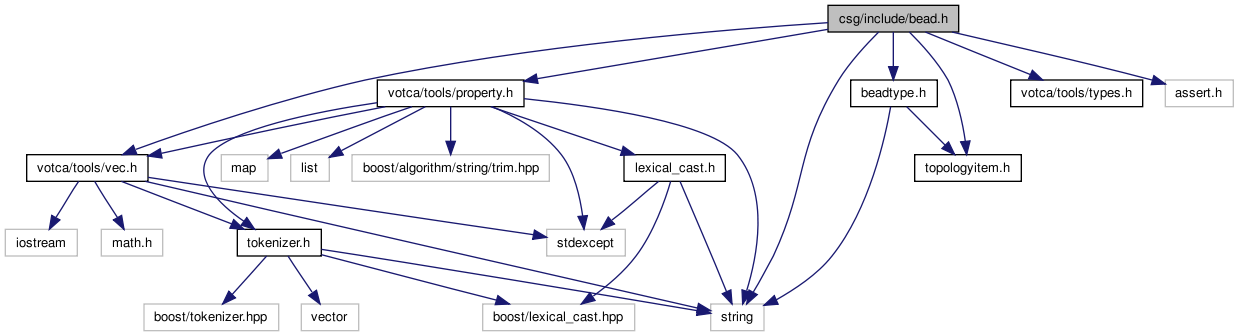 csg/include/bead.h
votca/tools/property.h
beadtype.h
votca/tools/types.h
assert.h
votca/tools/vec.h
map
list
boost/algorithm/string/trim.hpp
lexical_cast.h
topologyitem.h
iostream
math.h
tokenizer.h
stdexcept
boost/tokenizer.hpp
vector
boost/lexical_cast.hpp
string